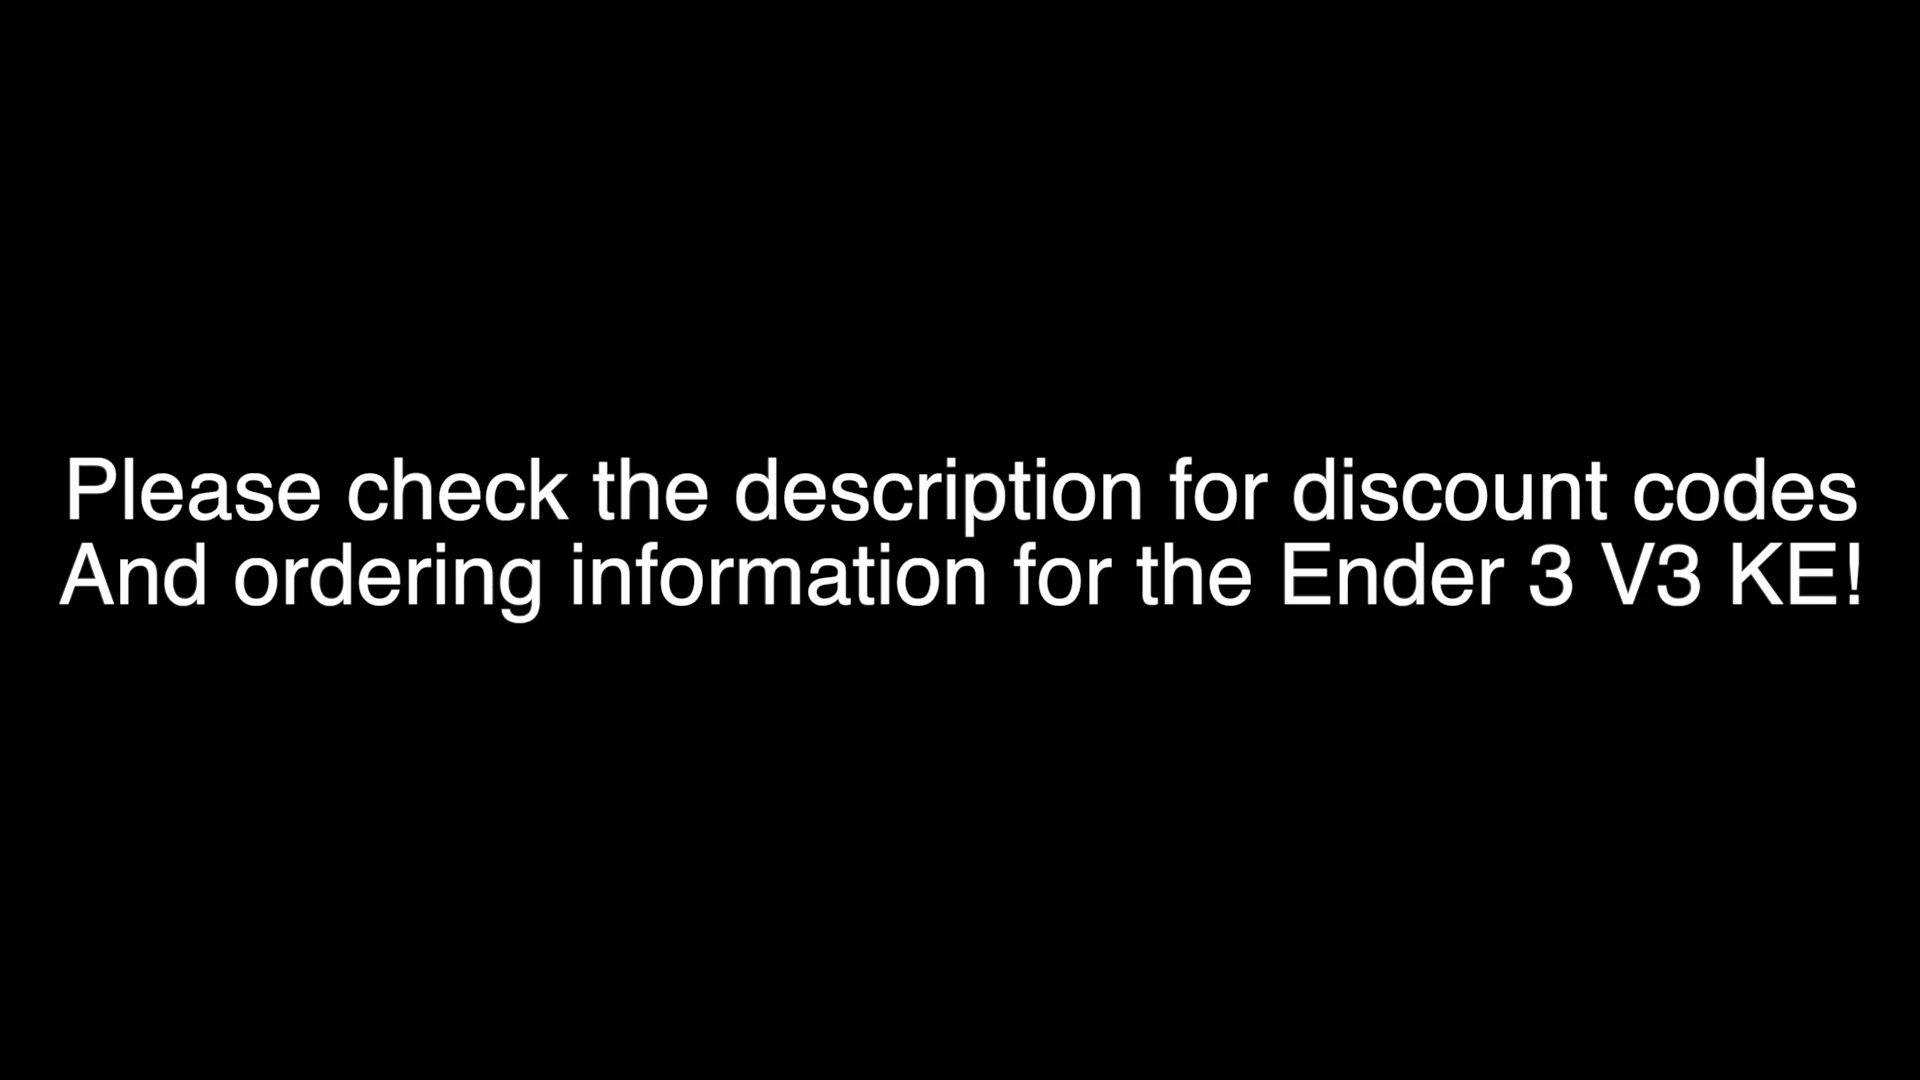 Please check the description for discount codes
And ordering information for the Ender 3 V3 KE!